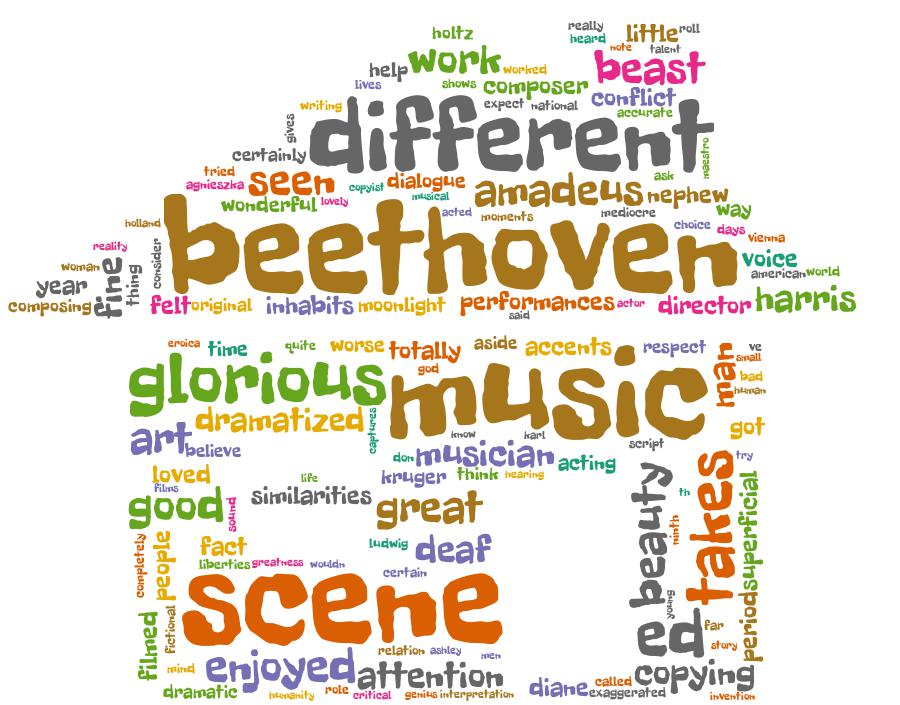 holtz
really
heard
little
roll
note
talent
help
work
worked
beast
lives
shows
composer
conflict
writing
expect
national
accurate
gives
different
certainly
maestro
tried
agnieszka
seen
copyist
dialogue
musical
amadeus
ask
nephew
wonderful
lovely
acted
moments
mediocre
way
holland
beethoven
choice
days
vienna
reality
woman
year
fine
thing
consider
voice
american
world
composing
felt
original
inhabits
moonlight
performances
actor
said
director
harris
eroica
time
quite
worse
totally
god
aside
accents
respect
man
ve
small
bad
human
glorious
music
dramatized
captures
got
art
believe
know
karl
script
don
musician
acting
try
loved
films
life
kruger
think
hearing
similarities
good
sound
great
beauty
th
ninth
takes
superficial
completely
people
fact
ludwig
deaf
liberties
greatness
wouldn
certain
scene
young
ed
period
far
story
filmed
fictional
mind
enjoyed
relation
ashley
men
attention
copying
dramatic
humanity
role
critical
genius
interpretation
diane
called
exaggerated
invention